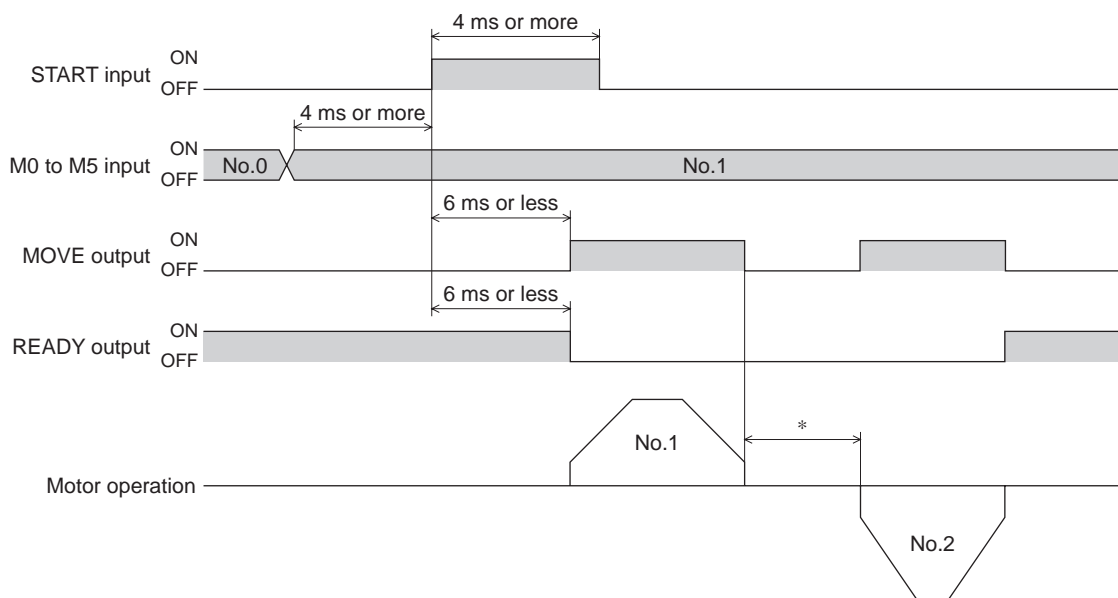 4 ms or more
ON
START input
OFF
4 ms or more
ON
M0 to M5 input
OFF
No.0
No.1
6 ms or less
ON
MOVE output
OFF
6 ms or less
ON
READY output
OFF
*
No.1
Motor operation
No.2